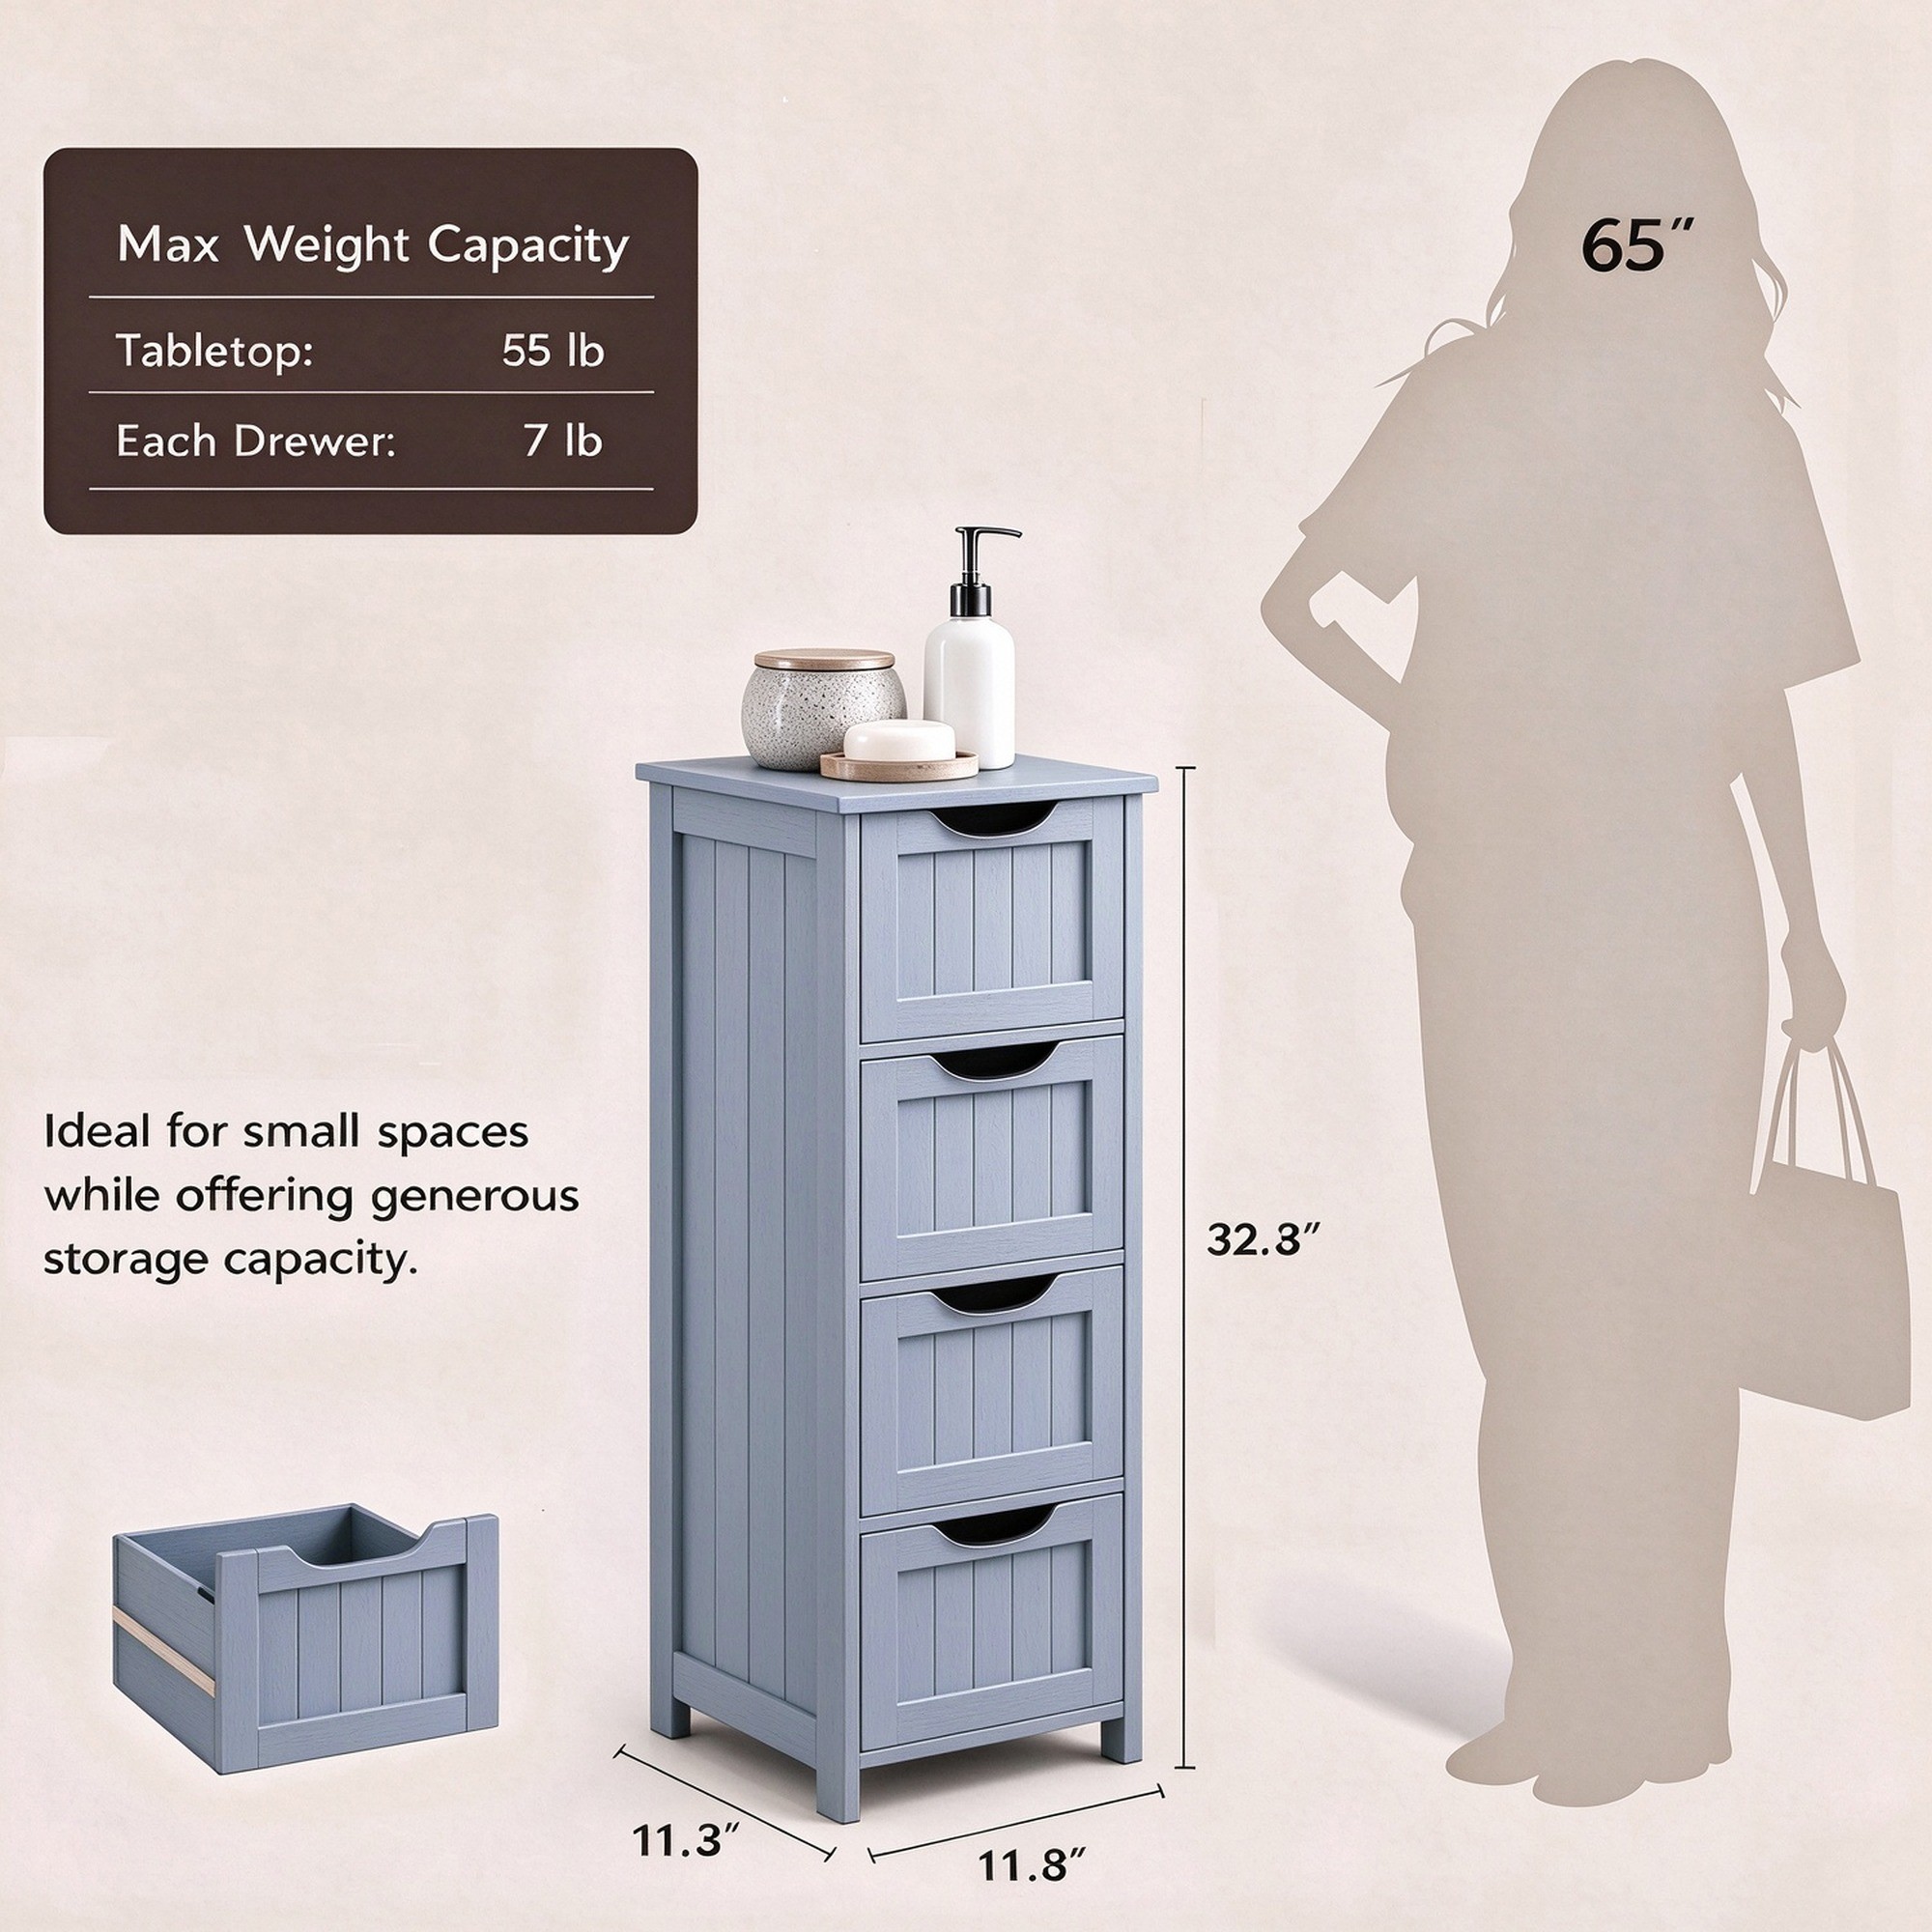 65″
Max Weight Capacity
Tabletop: 55 lb
Each Drewer: 7 lb
Ideal for small spaces
while offering generous
storage capacity.
32.8″
11.3″
11.8″